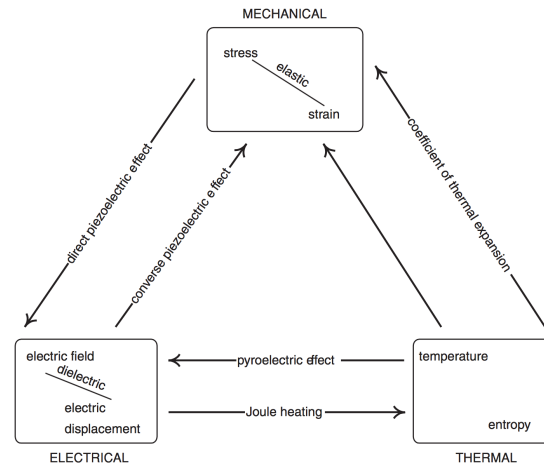 MECHANICAL
stress
elastic
strain
direct piezoelectric effect
converse piezoelectric effect
coefficient of thermal expansion
electric field
dielectric
electric
displacement
pyroelectric effect
Joule heating
temperature
entropy
ELECTRICAL
THERMAL